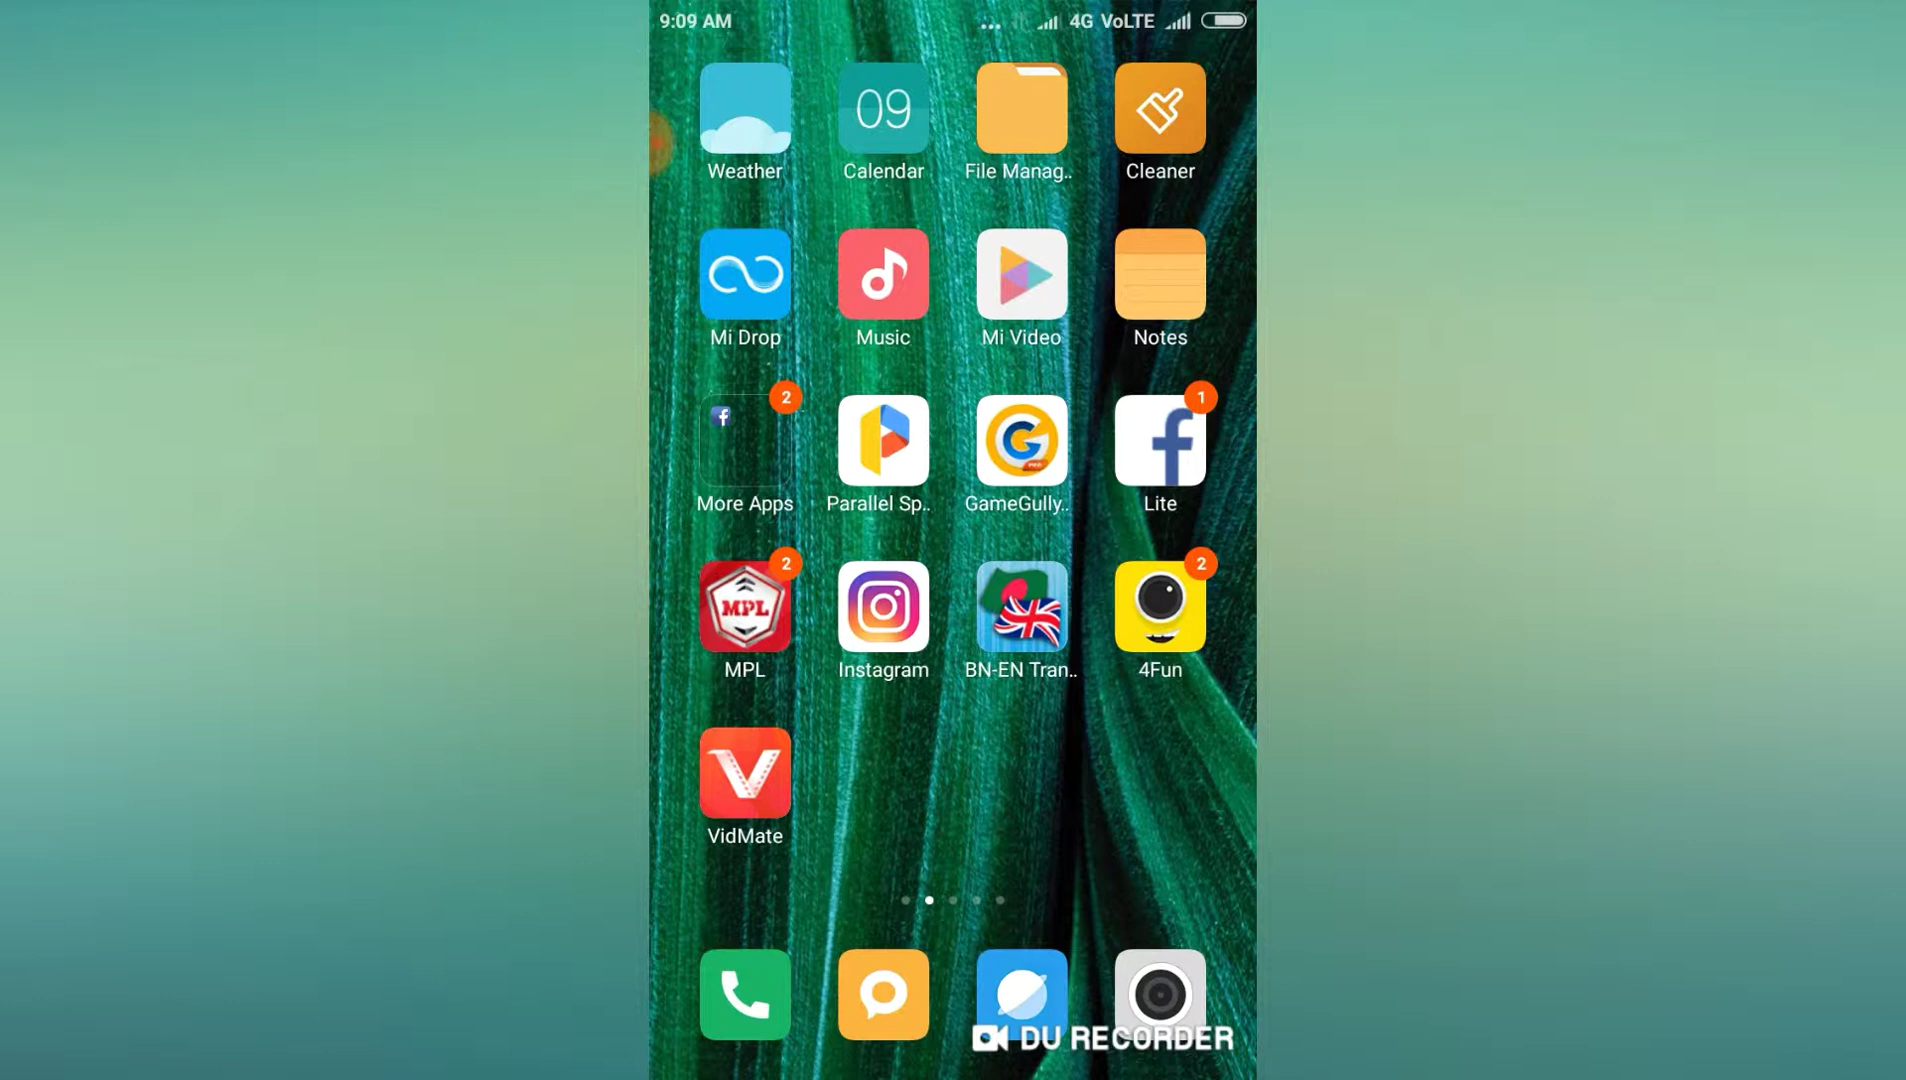 9:09 AM ... 4G VoLTE
09
Weather Calendar File Manag.. Cleaner
Mi Drop Music Mi Video Notes
2 1
More Apps Parallel Sp.. GameGully.. Lite
2 2
MPL
MPL Instagram BN-EN Tran.. 4Fun
VidMate
DU RECORDER